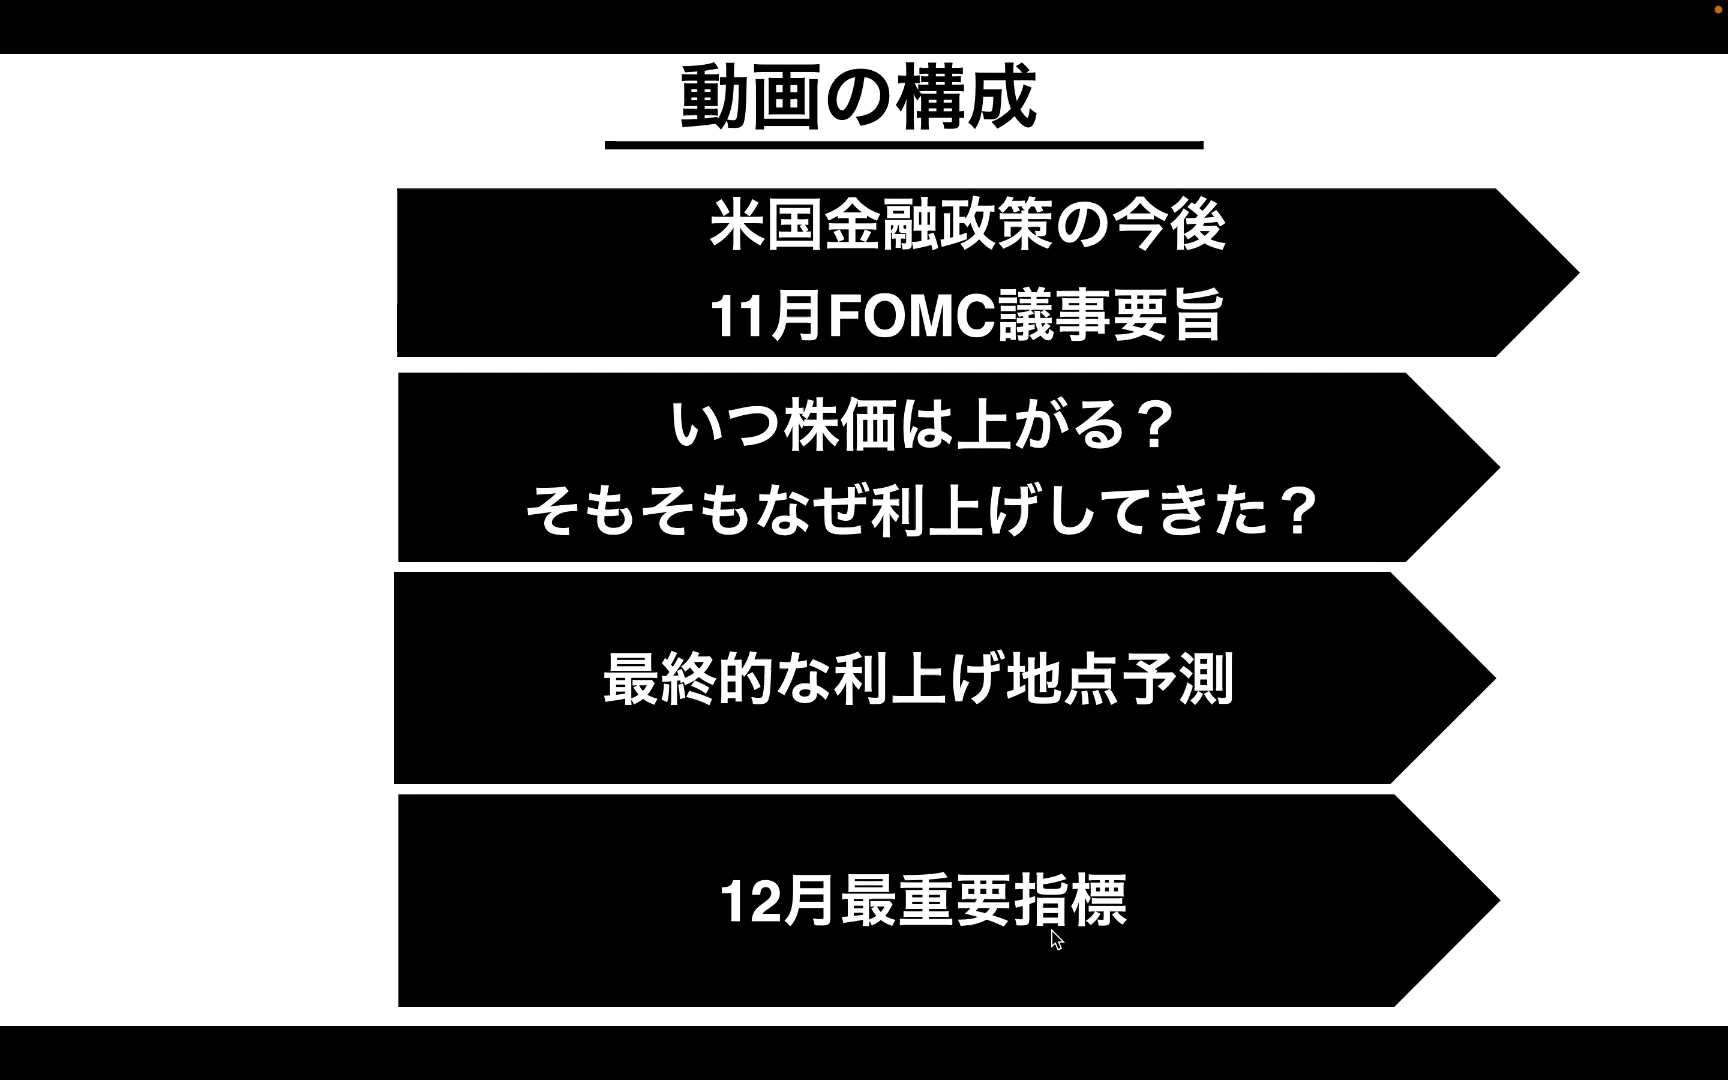 動画の構成
米国金融政策の今後
11月FOMC議事要旨
いつ株価は上がる？
そもそもなぜ利上げしてきた？
最終的な利上げ地点予測
12月最重要指標